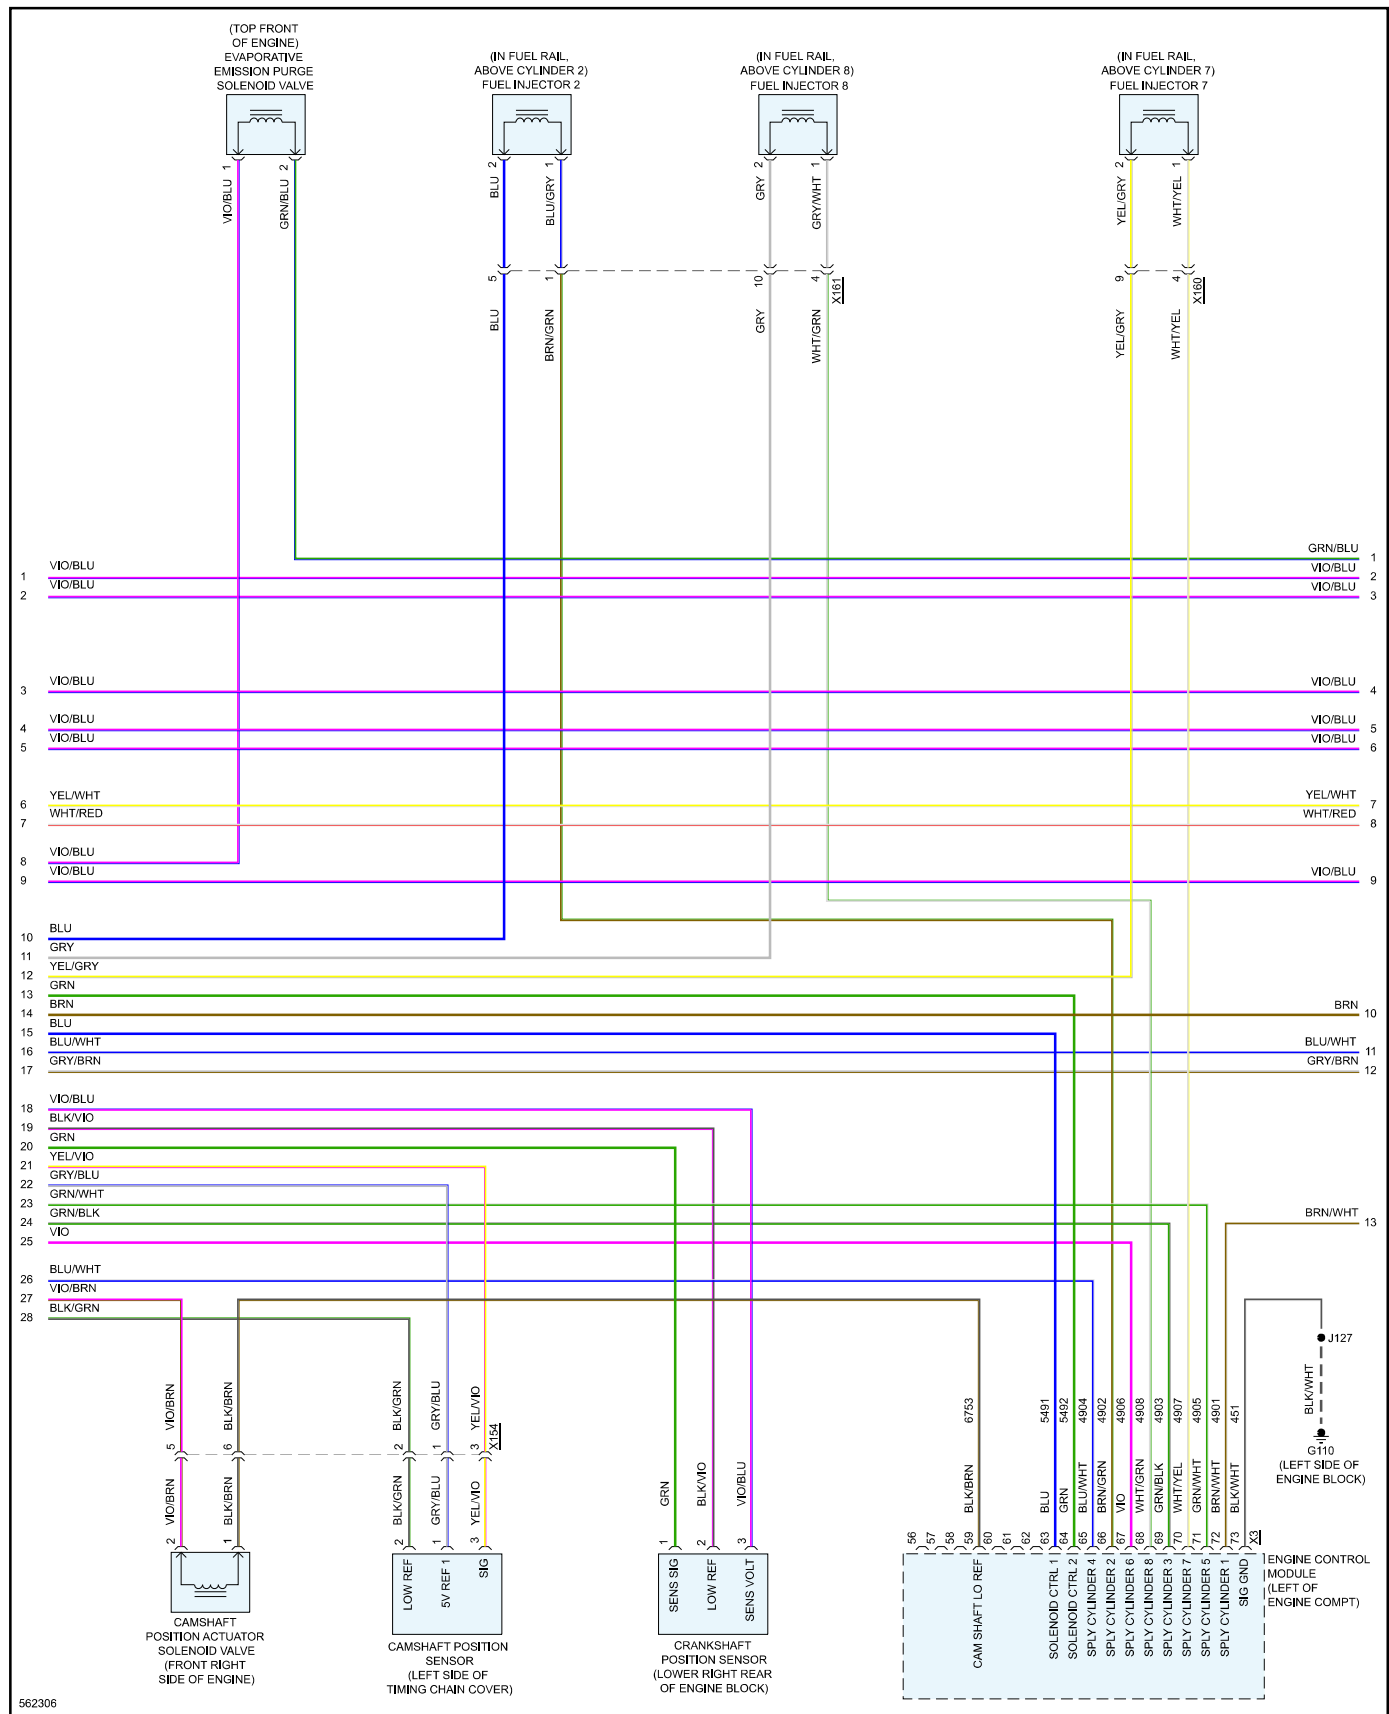 (TOP FRONT
OF ENGINE)
EVAPORATIVE
EMISSION PURGE
SOLENOID VALVE
(IN FUEL RAIL,
ABOVE CYLINDER 2)
FUEL INJECTOR 2
(IN FUEL RAIL,
ABOVE CYLINDER 8)
FUEL INJECTOR 8
(IN FUEL RAIL,
ABOVE CYLINDER 7)
FUEL INJECTOR 7
VIO/BLU 1
GRN/BLU 2
BLU 2
BLU/GRY 1
GRY 2
GRY/WHT 1
YEL/GRY 2
WHT/YEL 1
BLU 5
BRN/GRN 1
GRY 10
WHT/GRN 4
X161
YEL/GRY 9
WHT/YEL 4
X160
GRN/BLU 1
1 VIO/BLU VIO/BLU 2
2 VIO/BLU VIO/BLU 3
3 VIO/BLU VIO/BLU 4
4 VIO/BLU VIO/BLU 5
5 VIO/BLU VIO/BLU 6
6 YEL/WHT YEL/WHT 7
7 WHT/RED WHT/RED 8
8 VIO/BLU
9 VIO/BLU VIO/BLU 9
10 BLU
11 GRY
12 YEL/GRY
13 GRN
14 BRN BRN 10
15 BLU
16 BLU/WHT BLU/WHT 11
17 GRY/BRN GRY/BRN 12
18 VIO/BLU
19 BLK/VIO
20 GRN
21 YEL/VIO
22 GRY/BLU
23 GRN/WHT
24 GRN/BLK BRN/WHT 13
25 VIO
26 BLU/WHT
27 VIO/BRN
28 BLK/GRN
J127
BLK/WHT
G110
(LEFT SIDE OF
ENGINE BLOCK)
5 VIO/BRN
6 BLK/BRN
2 BLK/GRN
1 GRY/BLU
3 YEL/VIO
X154
2 VIO/BRN
1 BLK/BRN
2 BLK/GRN
1 GRY/BLU
3 YEL/VIO
1 GRN
2 BLK/VIO
3 VIO/BLU
56
57
58
59 BLK/BRN 6753
60
61
62
63 BLU 5491
64 GRN 5492
65 BLU/WHT 4904
66 BRN/GRN 4902
67 VIO 4906
68 WHT/GRN 4908
69 GRN/BLK 4903
70 WHT/YEL 4907
71 GRN/WHT 4905
72 BRN/WHT 4901
73 BLK/WHT 451
X3
LOW REF
5V REF 1
SIG
SENS SIG
LOW REF
SENS VOLT
CAM SHAFT LO REF
SOLENOID CTRL 1
SOLENOID CTRL 2
SPLY CYLINDER 4
SPLY CYLINDER 2
SPLY CYLINDER 6
SPLY CYLINDER 8
SPLY CYLINDER 3
SPLY CYLINDER 7
SPLY CYLINDER 5
SPLY CYLINDER 1
SIG GND
ENGINE CONTROL
MODULE
(LEFT OF
ENGINE COMPT)
CAMSHAFT
POSITION ACTUATOR
SOLENOID VALVE
(FRONT RIGHT
SIDE OF ENGINE)
CAMSHAFT POSITION
SENSOR
(LEFT SIDE OF
TIMING CHAIN COVER)
CRANKSHAFT
POSITION SENSOR
(LOWER RIGHT REAR
OF ENGINE BLOCK)
562306